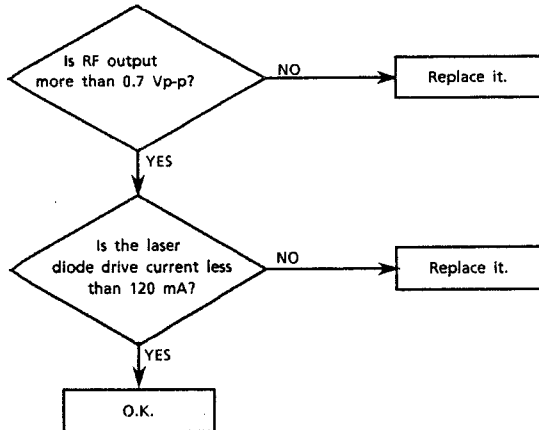 Is RF output
more than 0.7 Vp-p?
NO
Replace it.
YES
Is the laser
diode drive current less
than 120 mA?
NO
Replace it.
YES
O.K.